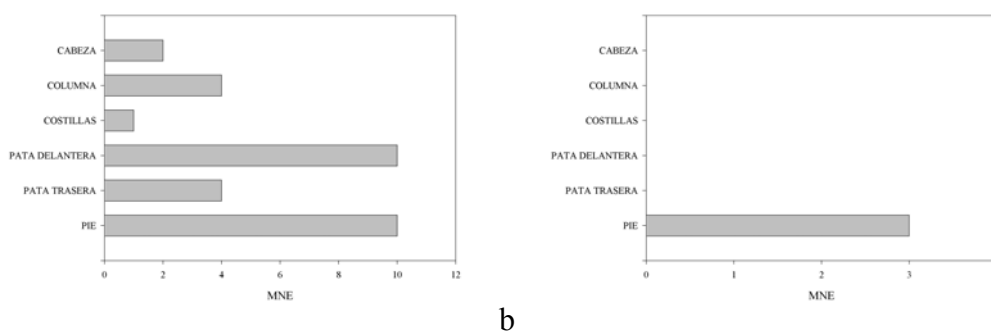 CABEZA
COLUMNA
COSTILLAS
PATA DELANTERA
PATA TRASERA
PIE
0 2 4 6 8 10 12
MNE
CABEZA
COLUMNA
COSTILLAS
PATA DELANTERA
PATA TRASERA
PIE
0 1 2 3
MNE
b